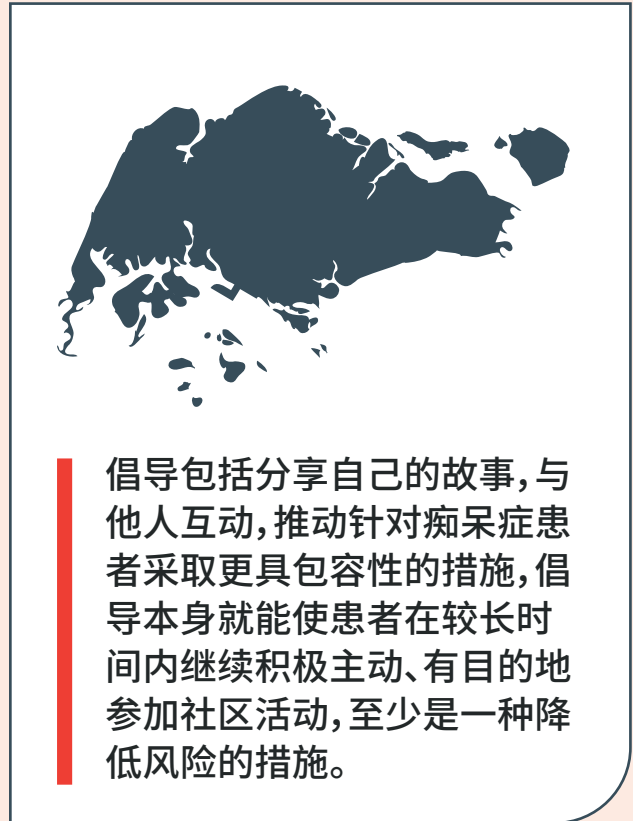 倡导包括分享自己的故事，与
他人互动，推动针对痴呆症患
者采取更具包容性的措施，倡
导本身就能使患者在较长时
间内继续积极主动、有目的地
参加社区活动，至少是一种降
低风险的措施。